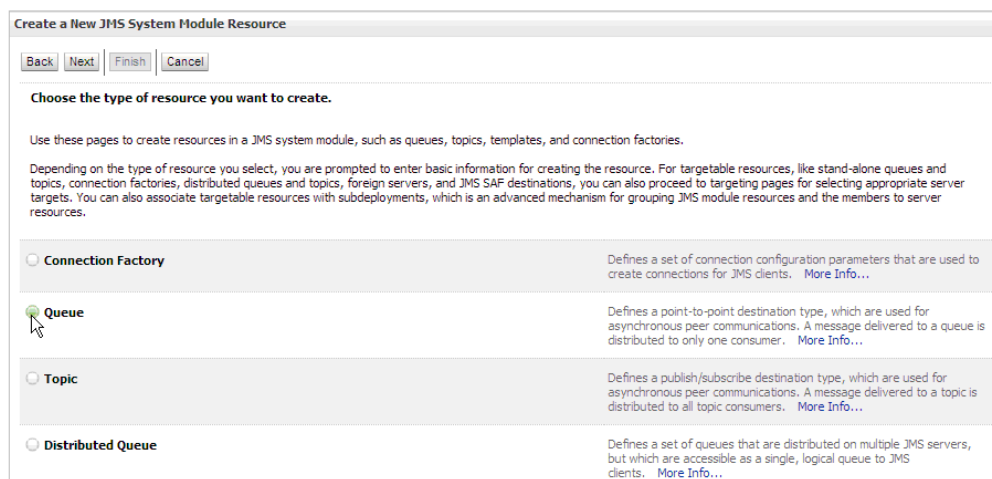 Create a New JMS System Module Resource
Back Next Finish Cancel
Choose the type of resource you want to create.
Use these pages to create resources in a JMS system module, such as queues, topics, templates, and connection factories.
Depending on the type of resource you select, you are prompted to enter basic information for creating the resource. For targetable resources, like stand-alone queues and
topics, connection factories, distributed queues and topics, foreign servers, and JMS SAF destinations, you can also proceed to targeting pages for selecting appropriate server
targets. You can also associate targetable resources with subdeployments, which is an advanced mechanism for grouping JMS module resources and the members to server
resources.
Connection Factory
Defines a set of connection configuration parameters that are used to
create connections for JMS clients. More Info...
Queue
Defines a point-to-point destination type, which are used for
asynchronous peer communications. A message delivered to a queue is
distributed to only one consumer. More Info...
Topic
Defines a publish/subscribe destination type, which are used for
asynchronous peer communications. A message delivered to a topic is
distributed to all topic consumers. More Info...
Distributed Queue
Defines a set of queues that are distributed on multiple JMS servers,
but which are accessible as a single, logical queue to JMS
clients. More Info...